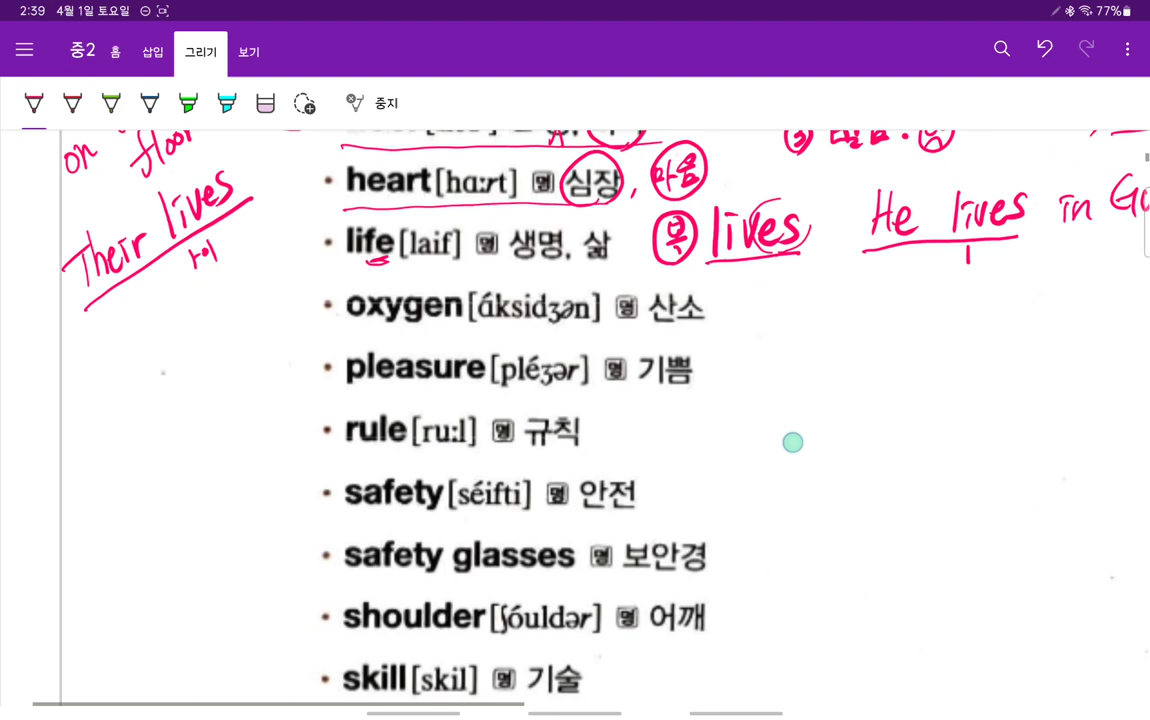 2:39 4월 1일 토요일 77%
중2 홈 삽입 그리기 보기
중지
on floor
heart[hɑːrt] 명 심장, 마음
Their lives
life[laif] 명 생명, 삶 복 lives He lives in
oxygen[áksidʒən] 명 산소
pleasure[pléʒər] 명 기쁨
rule[ruːl] 명 규칙
safety[séifti] 명 안전
safety glasses 명 보안경
shoulder[ʃóuldər] 명 어깨
skill[skil] 명 기술